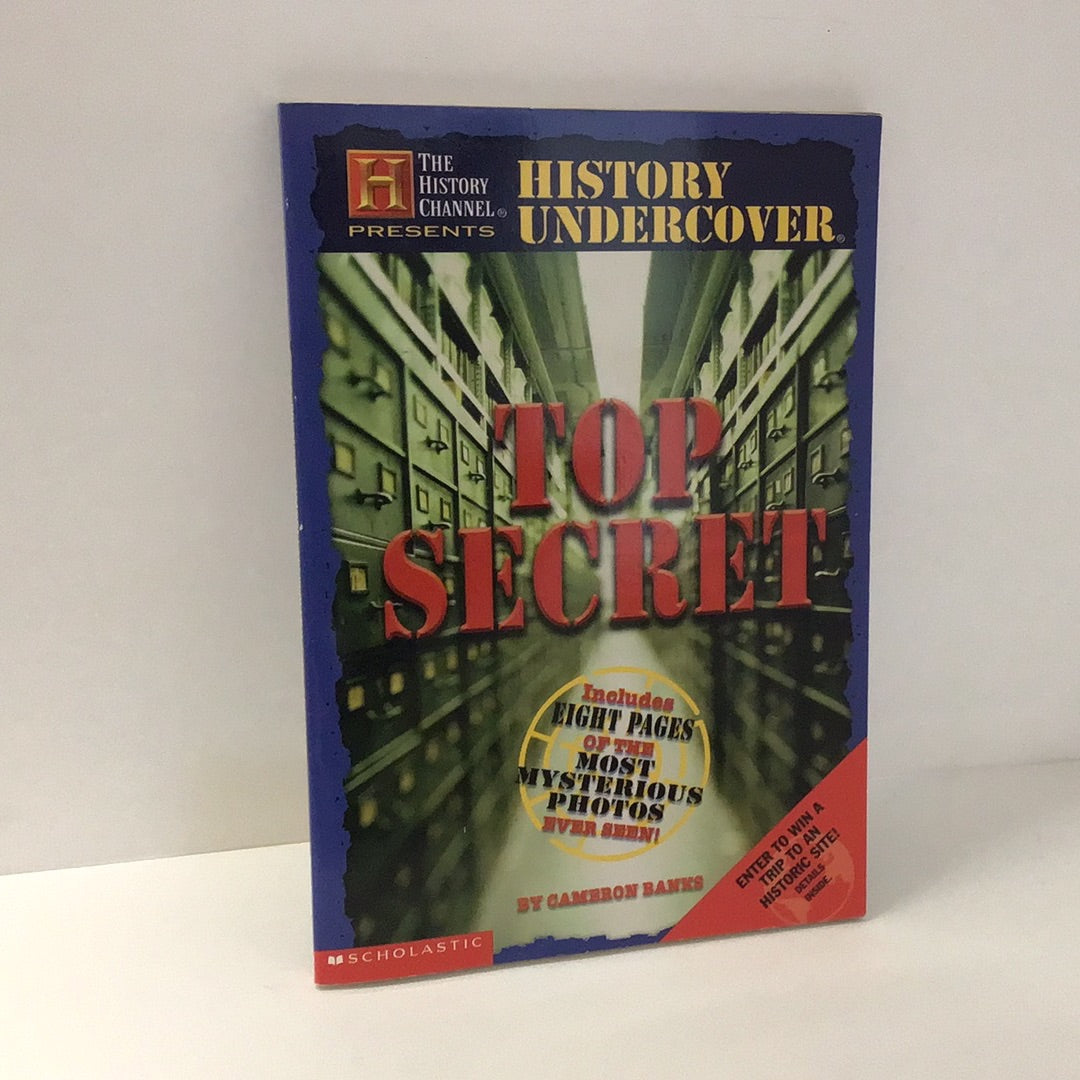 H
THE
HISTORY
CHANNEL®
PRESENTS
HISTORY
UNDERCOVER®
TOP
SECRET
Includes
EIGHT PAGES
OF THE
MOST
MYSTERIOUS
PHOTOS
EVER SEEN!
BY CAMERON BANKS
ENTER TO WIN A
TRIP TO AN
HISTORIC SITE!
DETAILS
INSIDE.
SCHOLASTIC